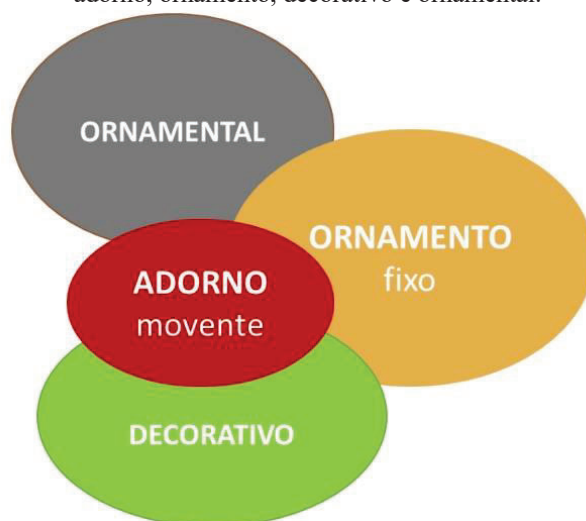 adorno, ornamento, decorativo e ornamental.
ORNAMENTAL
ORNAMENTO
fixo
ADORNO
movente
DECORATIVO